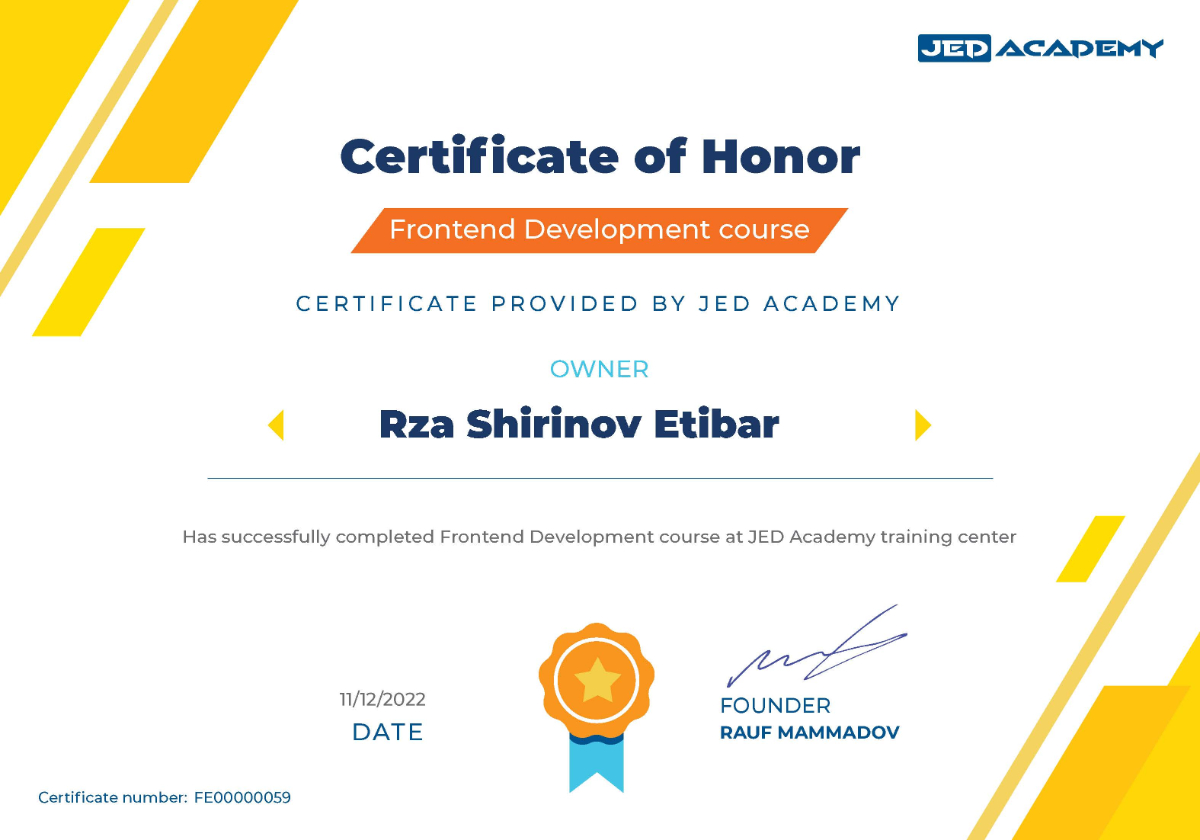 JED ACADEMY
Certificate of Honor
Frontend Development course
CERTIFICATE PROVIDED BY JED ACADEMY
OWNER
Rza Shirinov Etibar
Has successfully completed Frontend Development course at JED Academy training center
11/12/2022
DATE
FOUNDER
RAUF MAMMADOV
Certificate number: FE00000059